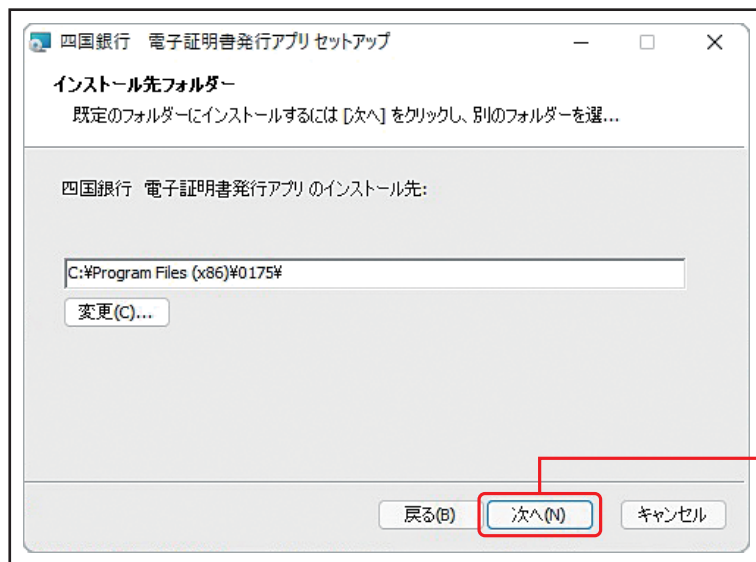 四国銀行　電子証明書発行アプリ セットアップ
インストール先フォルダー
既定のフォルダーにインストールするには [次へ] をクリックし、別のフォルダーを選...
四国銀行　電子証明書発行アプリ のインストール先:
C:¥Program Files (x86)¥0175¥
変更(C)...
戻る(B)
次へ(N)
キャンセル